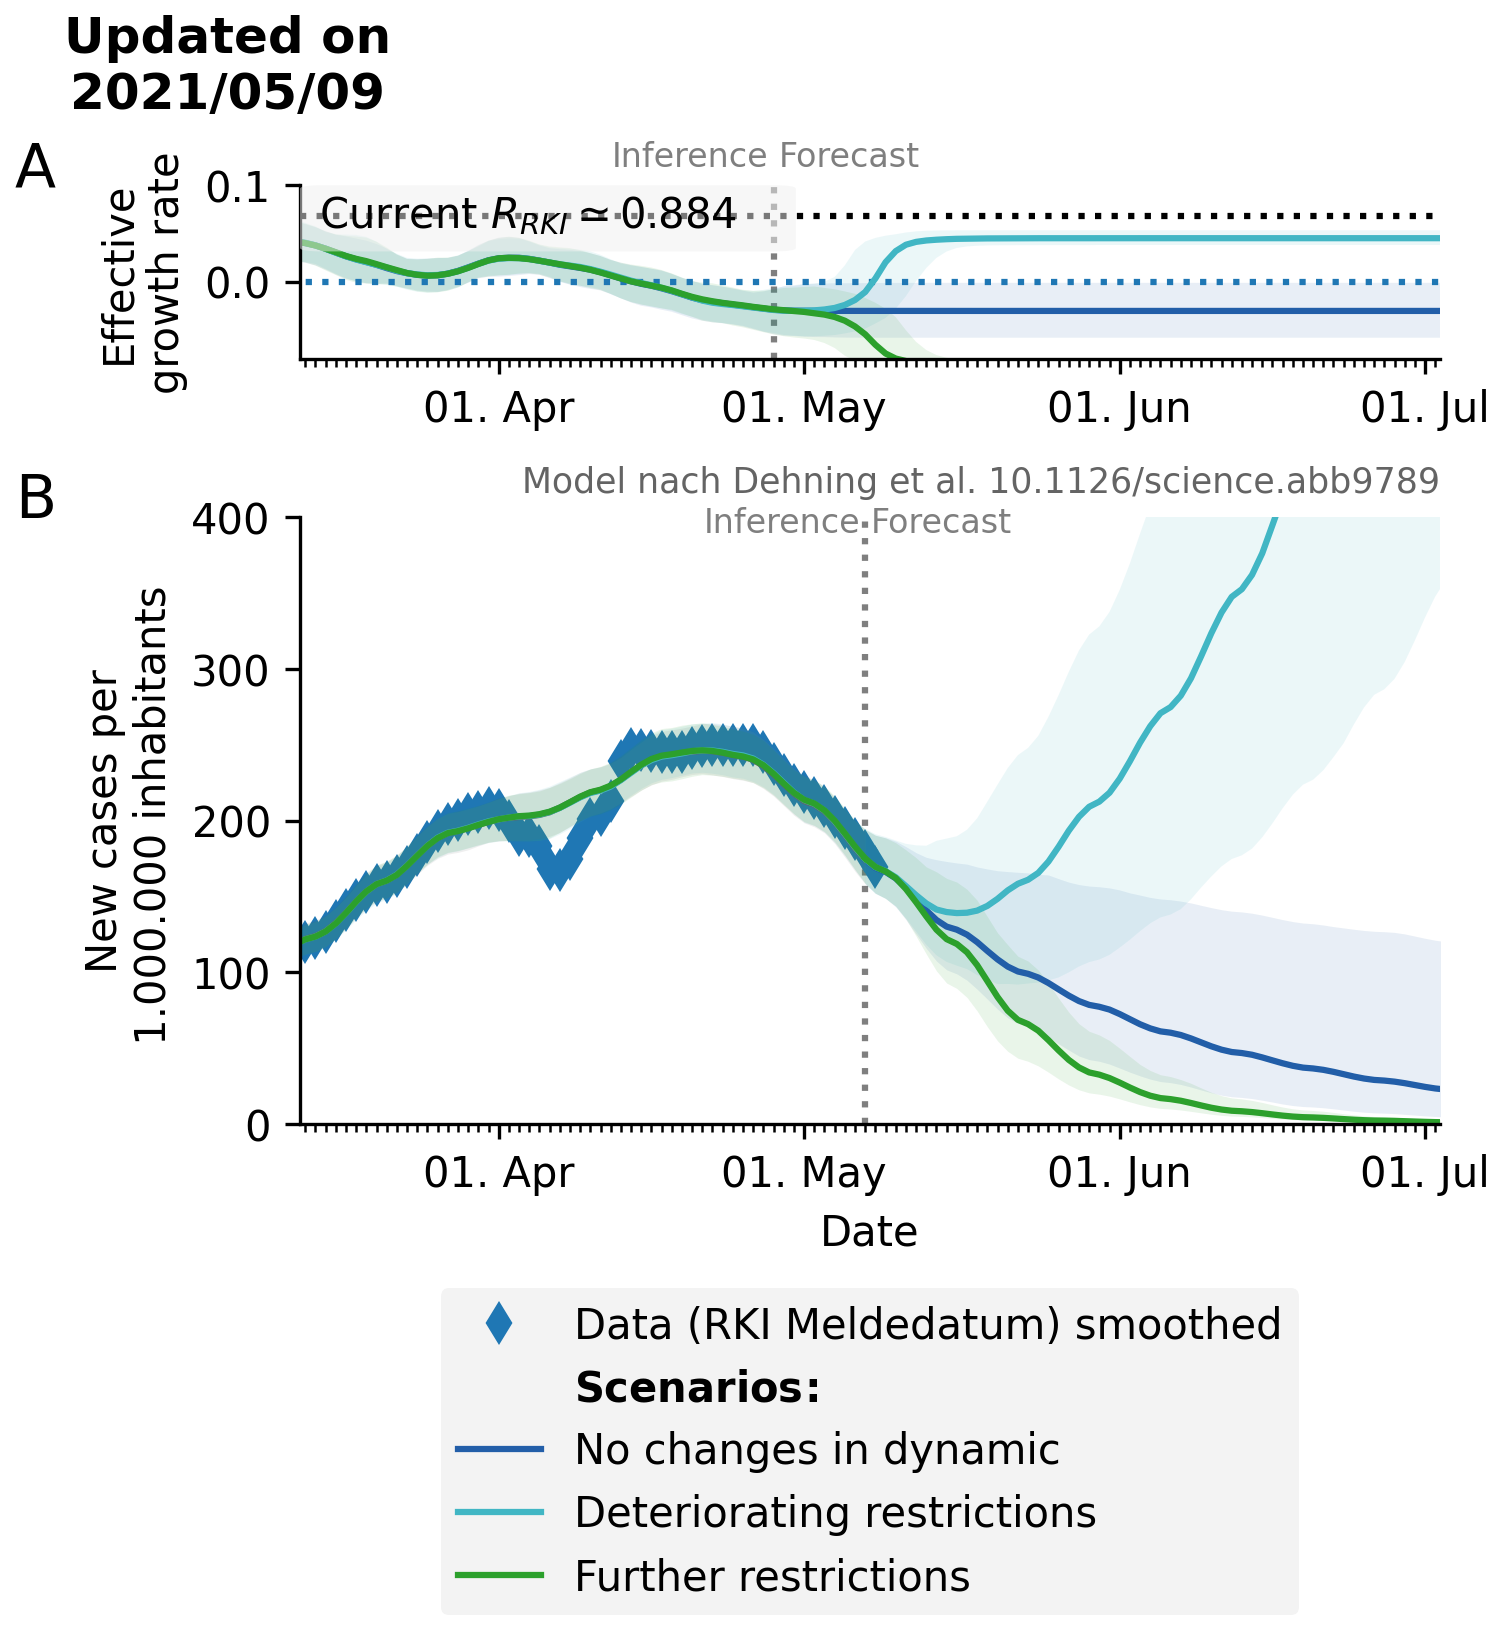 Updated on
2021/05/09
A
Inference Forecast
Effective
growth rate
0.1
0.0
Current R_RKI ≃ 0.884
01. Apr
01. May
01. Jun
01. Jul
B
Model nach Dehning et al. 10.1126/science.abb9789
Inference Forecast
New cases per
1.000.000 inhabitants
400
300
200
100
0
01. Apr
01. May
01. Jun
01. Jul
Date
Data (RKI Meldedatum) smoothed
Scenarios:
No changes in dynamic
Deteriorating restrictions
Further restrictions